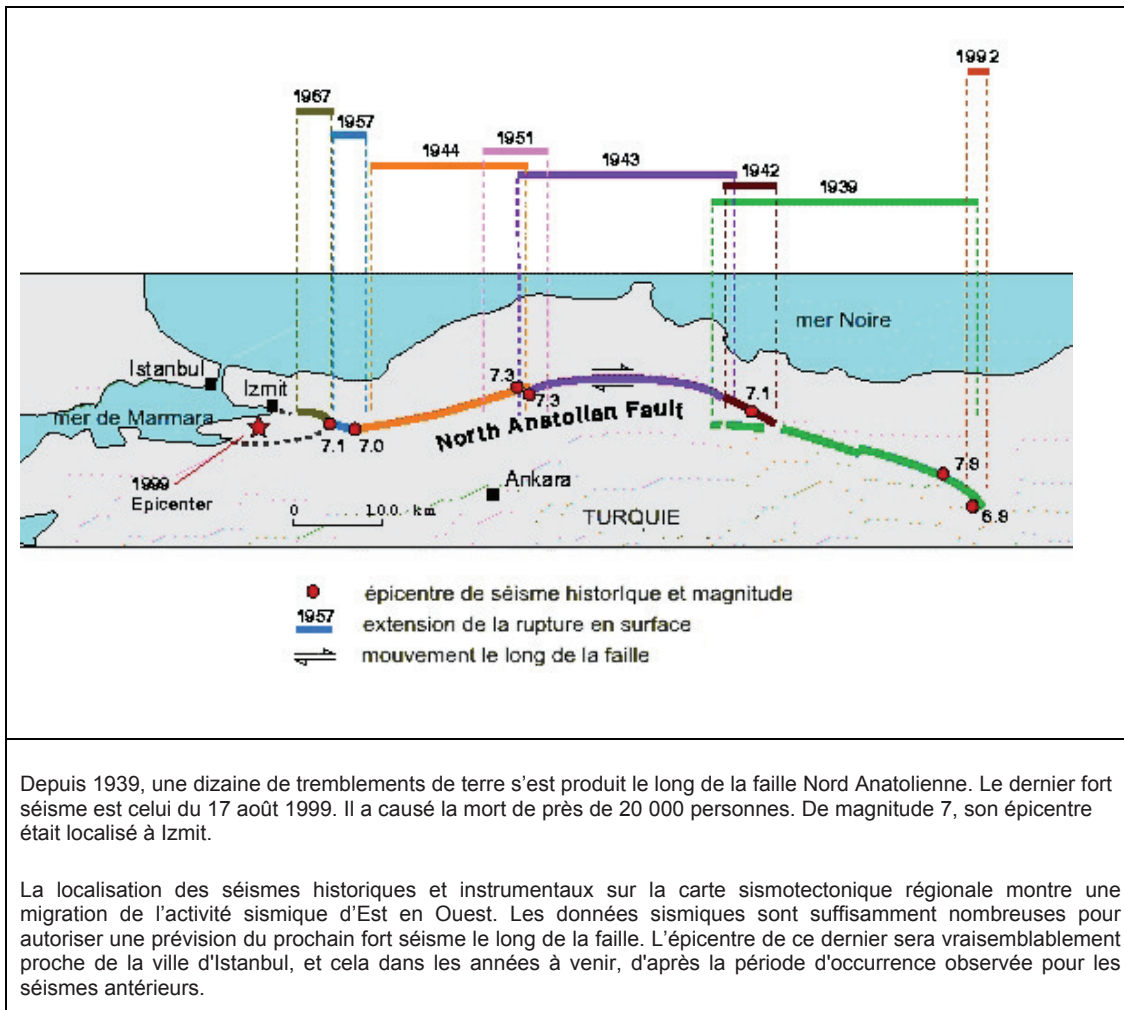 1992
1967
1957
1951
1944
1943
1942
1939
mer Noire
Istanbul
Izmit
mer de Marmara
7.3
7.3
7.1
North Anatolian Fault
7.1
7.0
7.9
6.9
1999
Epicenter
Ankara
0 100 km
TURQUIE
épicentre de séisme historique et magnitude
1957
extension de la rupture en surface
mouvement le long de la faille
Depuis 1939, une dizaine de tremblements de terre s’est produit le long de la faille Nord Anatolienne. Le dernier fort
séisme est celui du 17 août 1999. Il a causé la mort de près de 20 000 personnes. De magnitude 7, son épicentre
était localisé à Izmit.
La localisation des séismes historiques et instrumentaux sur la carte sismotectonique régionale montre une
migration de l’activité sismique d’Est en Ouest. Les données sismiques sont suffisamment nombreuses pour
autoriser une prévision du prochain fort séisme le long de la faille. L’épicentre de ce dernier sera vraisemblablement
proche de la ville d'Istanbul, et cela dans les années à venir, d'après la période d'occurrence observée pour les
séismes antérieurs.